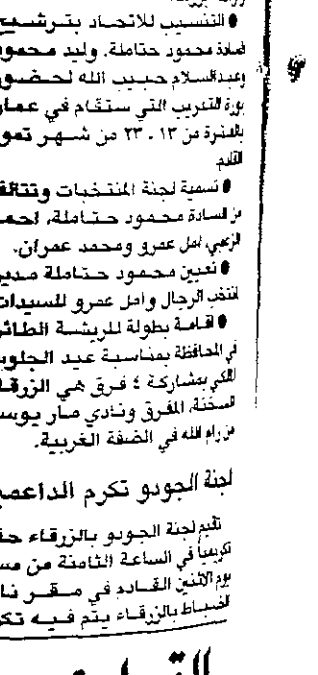 ● التنسيب للاتحاد بترشيح
السادة محمود حتاملة، وليد محمود
وعبدالسلام حبيب الله لحضور
دورة التدريب التي ستقام في عمان
بالفترة من ١٣ - ٢٣ من شهر تموز
القادم.
● تسمية لجنة المنتخبات وتتألف
من السادة محمود حتاملة، احمد
الزعبي امل عمرو ومحمد عمران.
● تعيين محمود حتاملة مدير
لمنتخب الرجال وامل عمرو للسيدات
● اقامة بطولة للريشة الطائرة
في المحافظة بمناسبة عيد الجلوس
الملكي بمشاركة ٤ فرق هي الزرقاء
السخنة، المفرق ونادي مار يوسف
من رام الله في الضفة الغربية.
لجنة الجودو تكرم الداعمين
تقيم لجنة الجودو بالزرقاء حفلا
تكريميا في الساعة الثامنة من مساء
يوم الاثنين القادم في مقر نادي
الضباط بالزرقاء يتم فيه تكريم